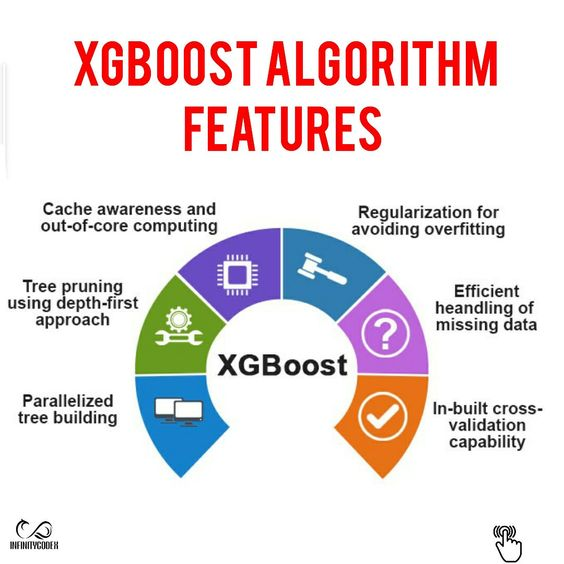 XGBOOST ALGORITHM
FEATURES
Cache awareness and
out-of-core computing
Regularization for
avoiding overfitting
Tree pruning
using depth-first
approach
Efficient
heandling of
missing data
?
XGBoost
Parallelized
tree building
In-built cross-
validation
capability
INFINITYCODEX